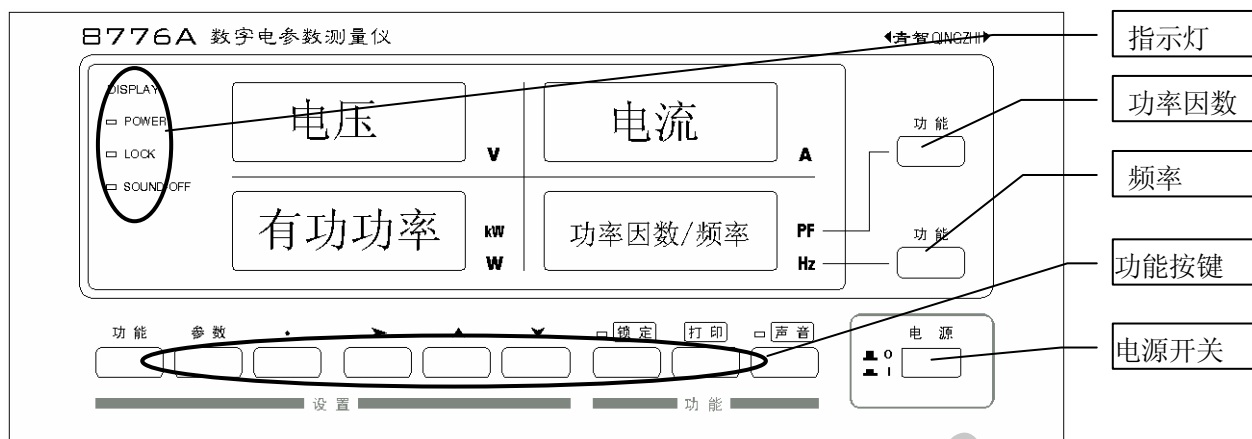 8776A 数字电参数测量仪
青智QINGZHI
DISPLAY
POWER
LOCK
SOUND OFF
电压
V
电流
A
有功功率
kW
W
功率因数/频率
PF
Hz
功能
功能
指示灯
功率因数
频率
功能按键
电源开关
功能 参数 锁定 打印 声音
设置
功能
电源
O
I